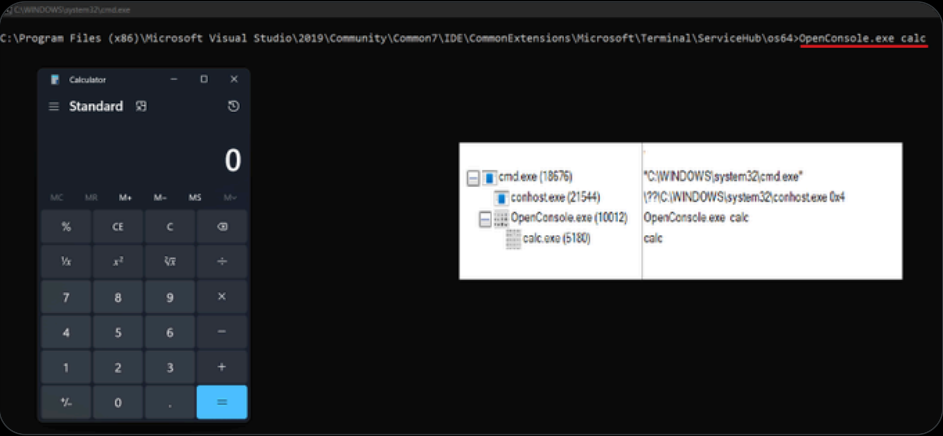 C:\WINDOWS\system32\cmd.exe
C:\Program Files (x86)\Microsoft Visual Studio\2019\Community\Common7\IDE\CommonExtensions\Microsoft\Terminal\ServiceHub\os64>OpenConsole.exe calc
Calculator
Standard
0
MC MR M+ M− MS M˅
% CE C
¹/x x² ²√x ÷
7 8 9 ×
4 5 6 −
1 2 3 +
+/− 0 . =
cmd.exe (18676) "C:\WINDOWS\system32\cmd.exe"
conhost.exe (21544) \??\C:\WINDOWS\system32\conhost.exe 0x4
OpenConsole.exe (10012) OpenConsole.exe calc
calc.exe (5180) calc